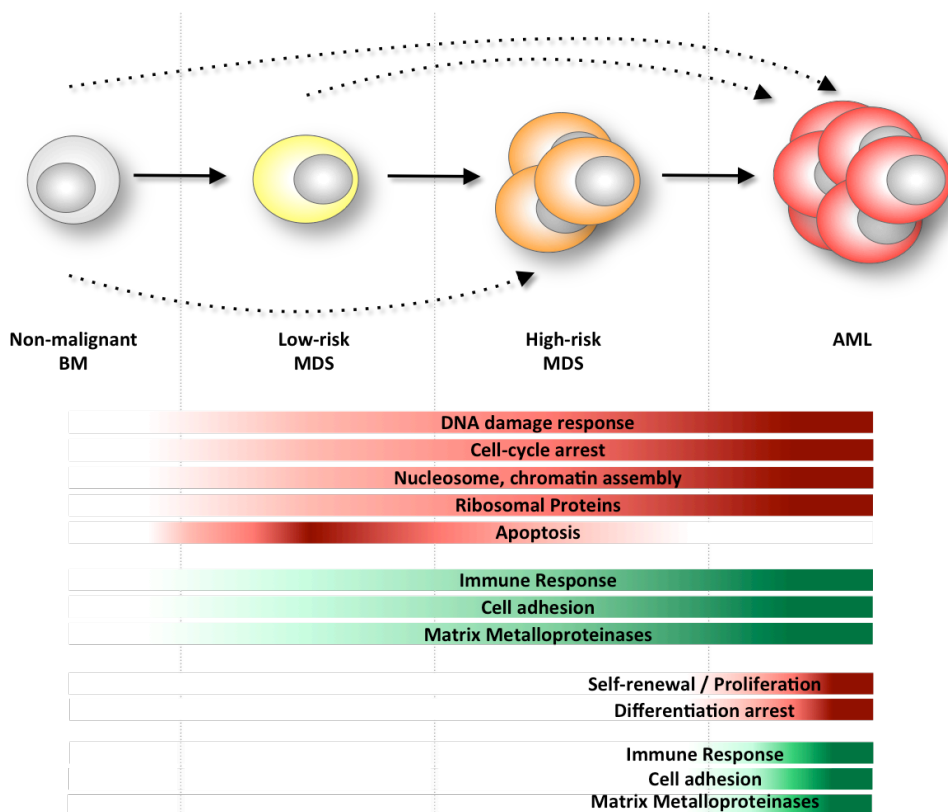 Non-malignant
BM
Low-risk
MDS
High-risk
MDS
AML
DNA damage response
Cell-cycle arrest
Nucleosome, chromatin assembly
Ribosomal Proteins
Apoptosis
Immune Response
Cell adhesion
Matrix Metalloproteinases
Self-renewal / Proliferation
Differentiation arrest
Immune Response
Cell adhesion
Matrix Metalloproteinases